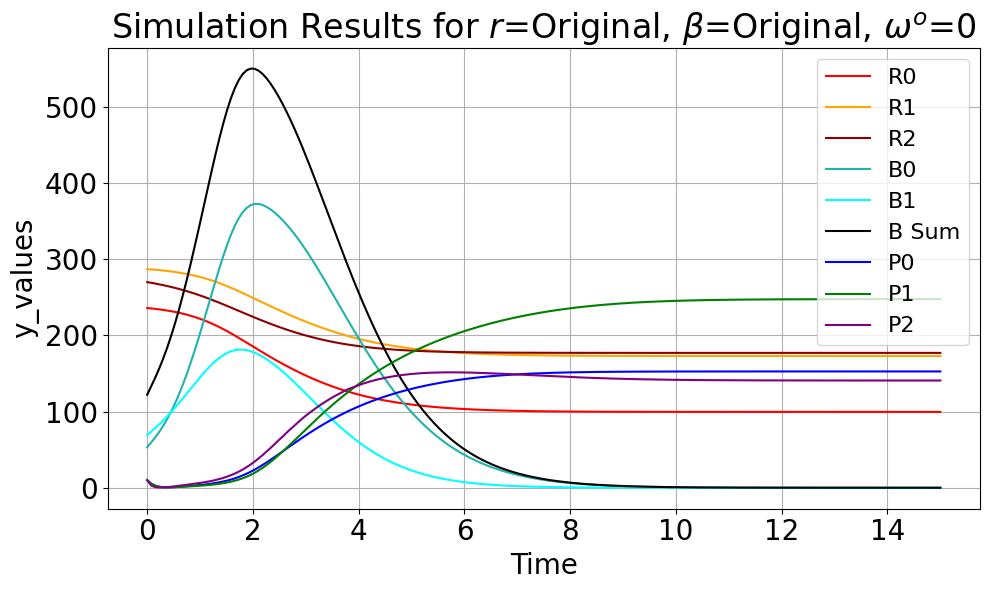 Simulation Results for r=Original, β=Original, ωᵒ=0
y_values
500
400
300
200
100
0
0 2 4 6 8 10 12 14
Time
R0
R1
R2
B0
B1
B Sum
P0
P1
P2